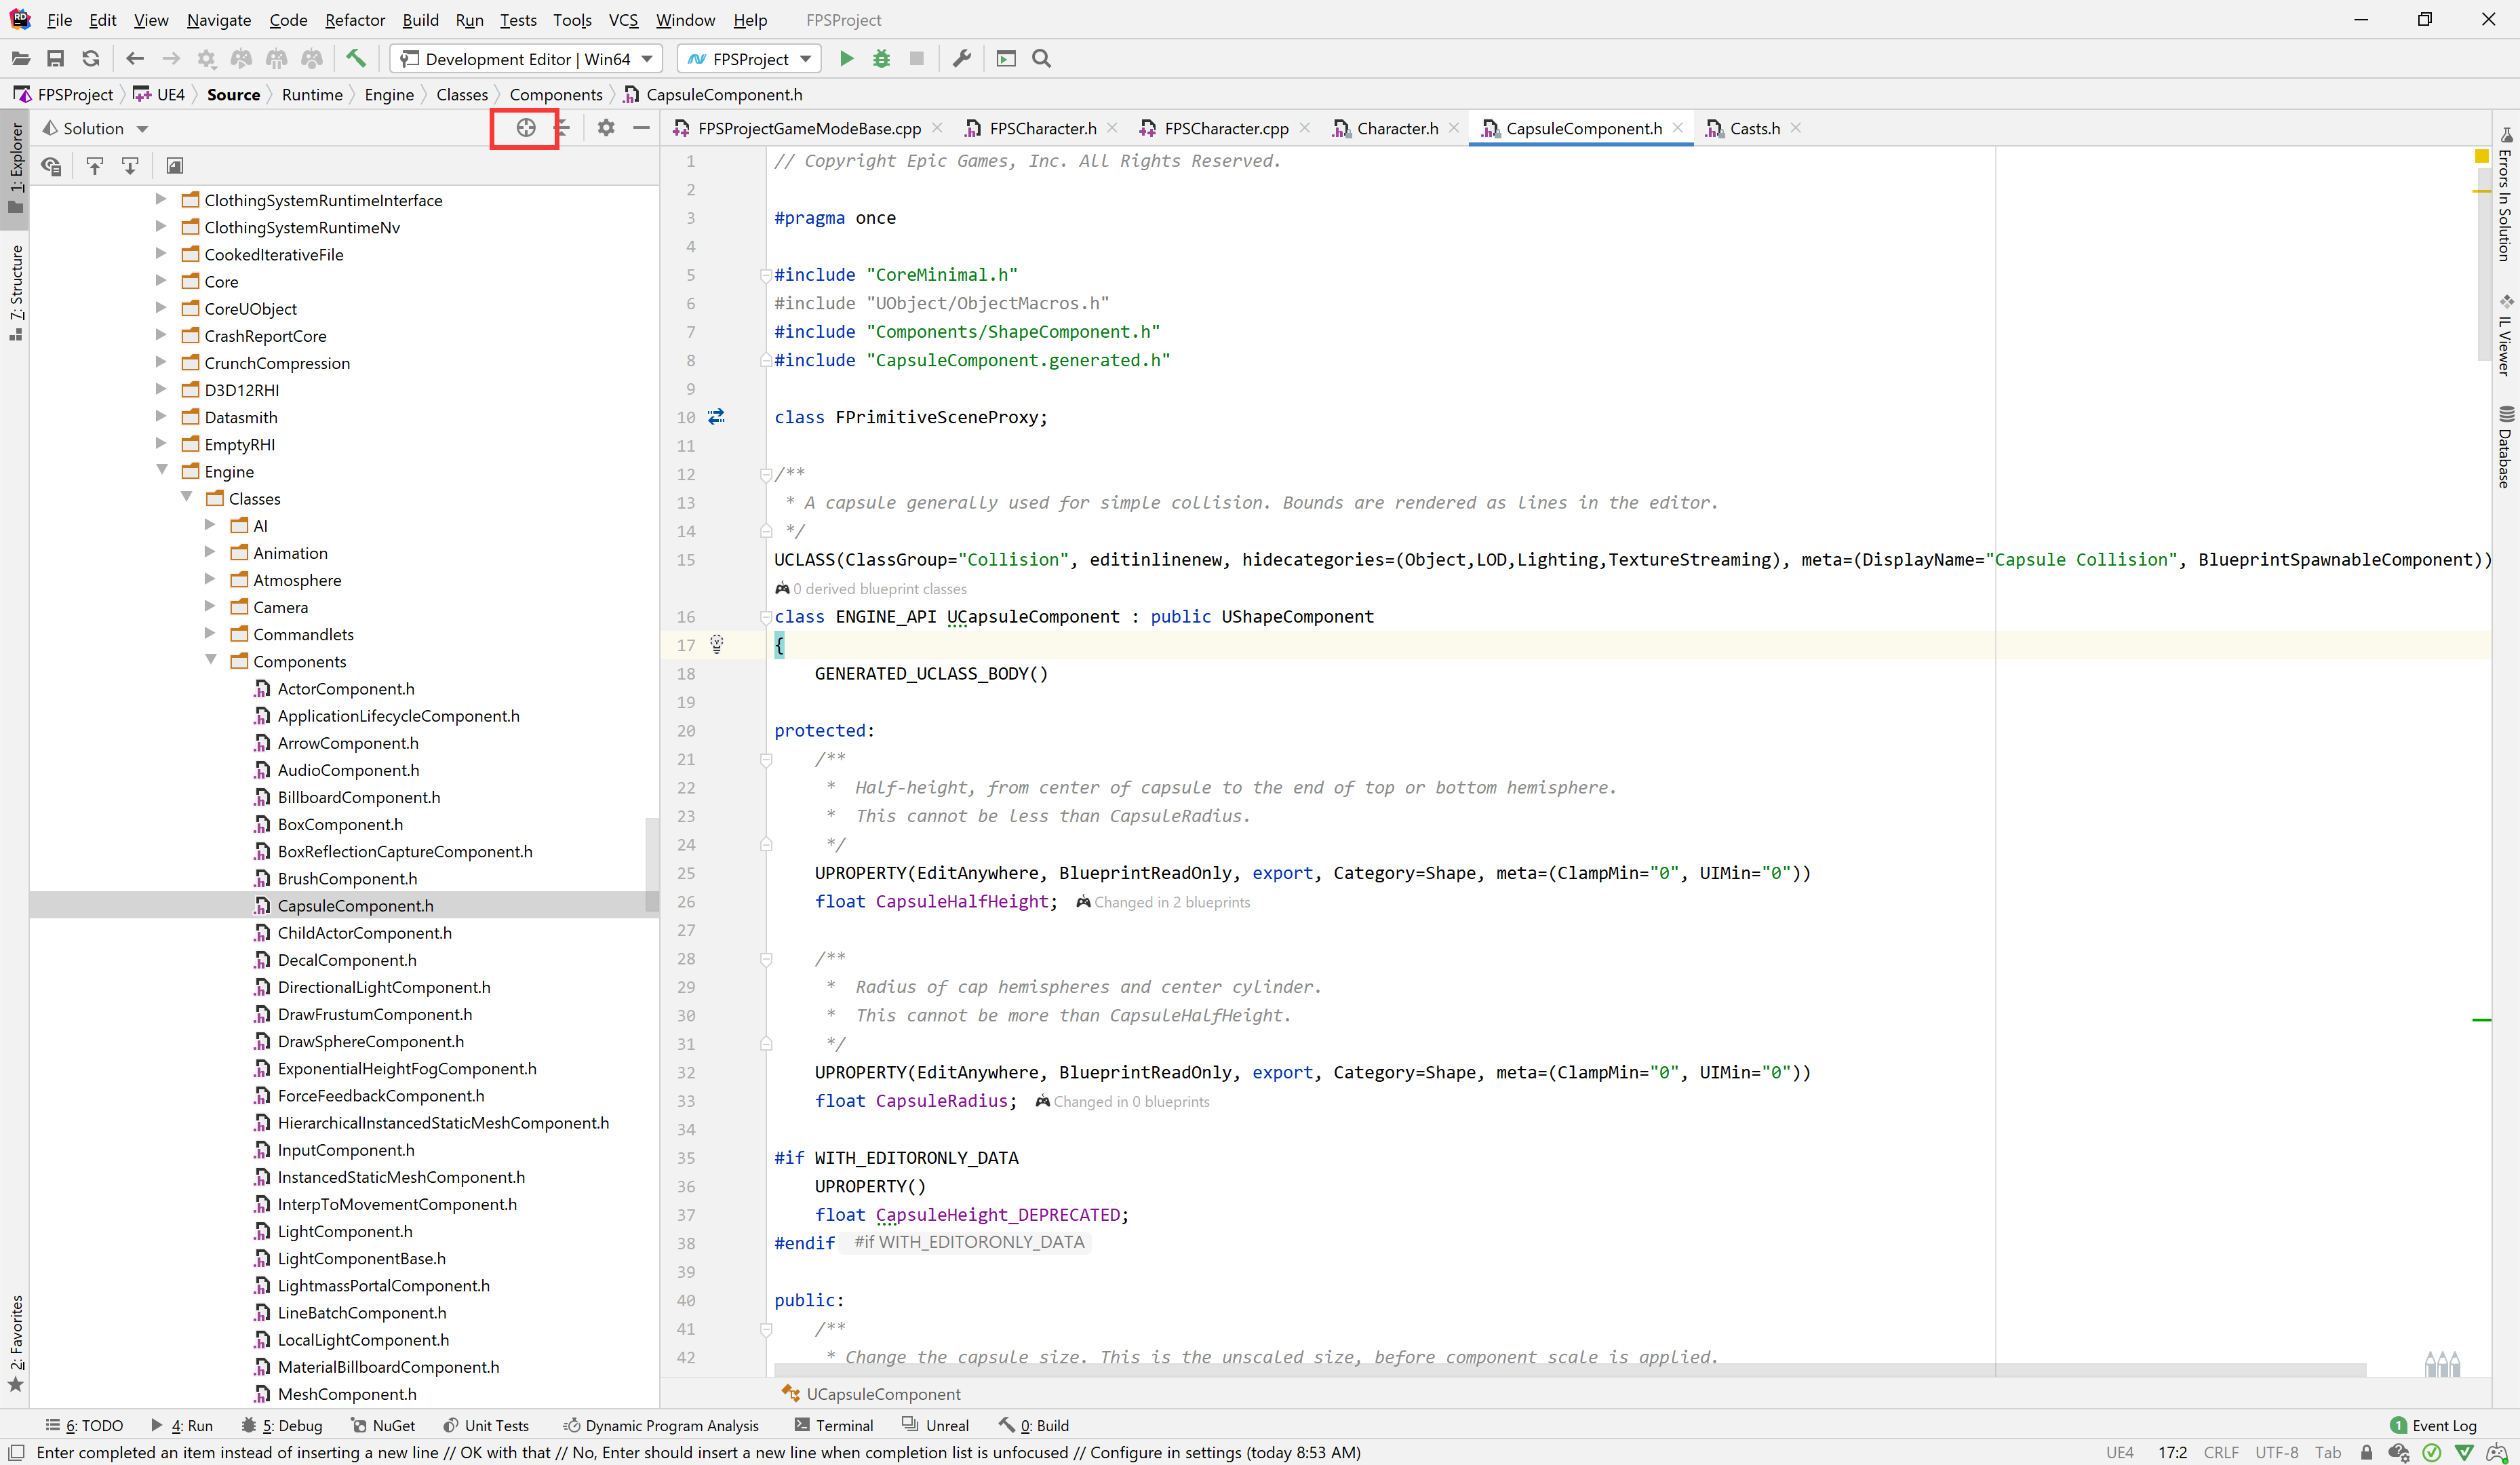 File Edit View Navigate Code Refactor Build Run Tests Tools VCS Window Help FPSProject
Development Editor | Win64 FPSProject
FPSProject UE4 Source Runtime Engine Classes Components CapsuleComponent.h
Solution
FPSProjectGameModeBase.cpp FPSCharacter.h FPSCharacter.cpp Character.h CapsuleComponent.h Casts.h
1: Explorer
7: Structure
2: Favorites
ClothingSystemRuntimeInterface
ClothingSystemRuntimeNv
CookedIterativeFile
Core
CoreUObject
CrashReportCore
CrunchCompression
D3D12RHI
Datasmith
EmptyRHI
Engine
Classes
AI
Animation
Atmosphere
Camera
Commandlets
Components
ActorComponent.h
ApplicationLifecycleComponent.h
ArrowComponent.h
AudioComponent.h
BillboardComponent.h
BoxComponent.h
BoxReflectionCaptureComponent.h
BrushComponent.h
CapsuleComponent.h
ChildActorComponent.h
DecalComponent.h
DirectionalLightComponent.h
DrawFrustumComponent.h
DrawSphereComponent.h
ExponentialHeightFogComponent.h
ForceFeedbackComponent.h
HierarchicalInstancedStaticMeshComponent.h
InputComponent.h
InstancedStaticMeshComponent.h
InterpToMovementComponent.h
LightComponent.h
LightComponentBase.h
LightmassPortalComponent.h
LineBatchComponent.h
LocalLightComponent.h
MaterialBillboardComponent.h
MeshComponent.h
1 // Copyright Epic Games, Inc. All Rights Reserved.
2
3 #pragma once
4
5 #include "CoreMinimal.h"
6 #include "UObject/ObjectMacros.h"
7 #include "Components/ShapeComponent.h"
8 #include "CapsuleComponent.generated.h"
9
10 class FPrimitiveSceneProxy;
11
12 /**
13 * A capsule generally used for simple collision. Bounds are rendered as lines in the editor.
14 */
15 UCLASS(ClassGroup="Collision", editinlinenew, hidecategories=(Object,LOD,Lighting,TextureStreaming), meta=(DisplayName="Capsule Collision", BlueprintSpawnableComponent))
0 derived blueprint classes
16 class ENGINE_API UCapsuleComponent : public UShapeComponent
17 {
18 GENERATED_UCLASS_BODY()
19
20 protected:
21 /**
22 * Half-height, from center of capsule to the end of top or bottom hemisphere.
23 * This cannot be less than CapsuleRadius.
24 */
25 UPROPERTY(EditAnywhere, BlueprintReadOnly, export, Category=Shape, meta=(ClampMin="0", UIMin="0"))
26 float CapsuleHalfHeight; Changed in 2 blueprints
27
28 /**
29 * Radius of cap hemispheres and center cylinder.
30 * This cannot be more than CapsuleHalfHeight.
31 */
32 UPROPERTY(EditAnywhere, BlueprintReadOnly, export, Category=Shape, meta=(ClampMin="0", UIMin="0"))
33 float CapsuleRadius; Changed in 0 blueprints
34
35 #if WITH_EDITORONLY_DATA
36 UPROPERTY()
37 float CapsuleHeight_DEPRECATED;
38 #endif #if WITH_EDITORONLY_DATA
39
40 public:
41 /**
42 * Change the capsule size. This is the unscaled size, before component scale is applied.
UCapsuleComponent
Errors In Solution
IL Viewer
Database
6: TODO 4: Run 5: Debug NuGet Unit Tests Dynamic Program Analysis Terminal Unreal 0: Build 1 Event Log
Enter completed an item instead of inserting a new line // OK with that // No, Enter should insert a new line when completion list is unfocused // Configure in settings (today 8:53 AM) UE4 17:2 CRLF UTF-8 Tab